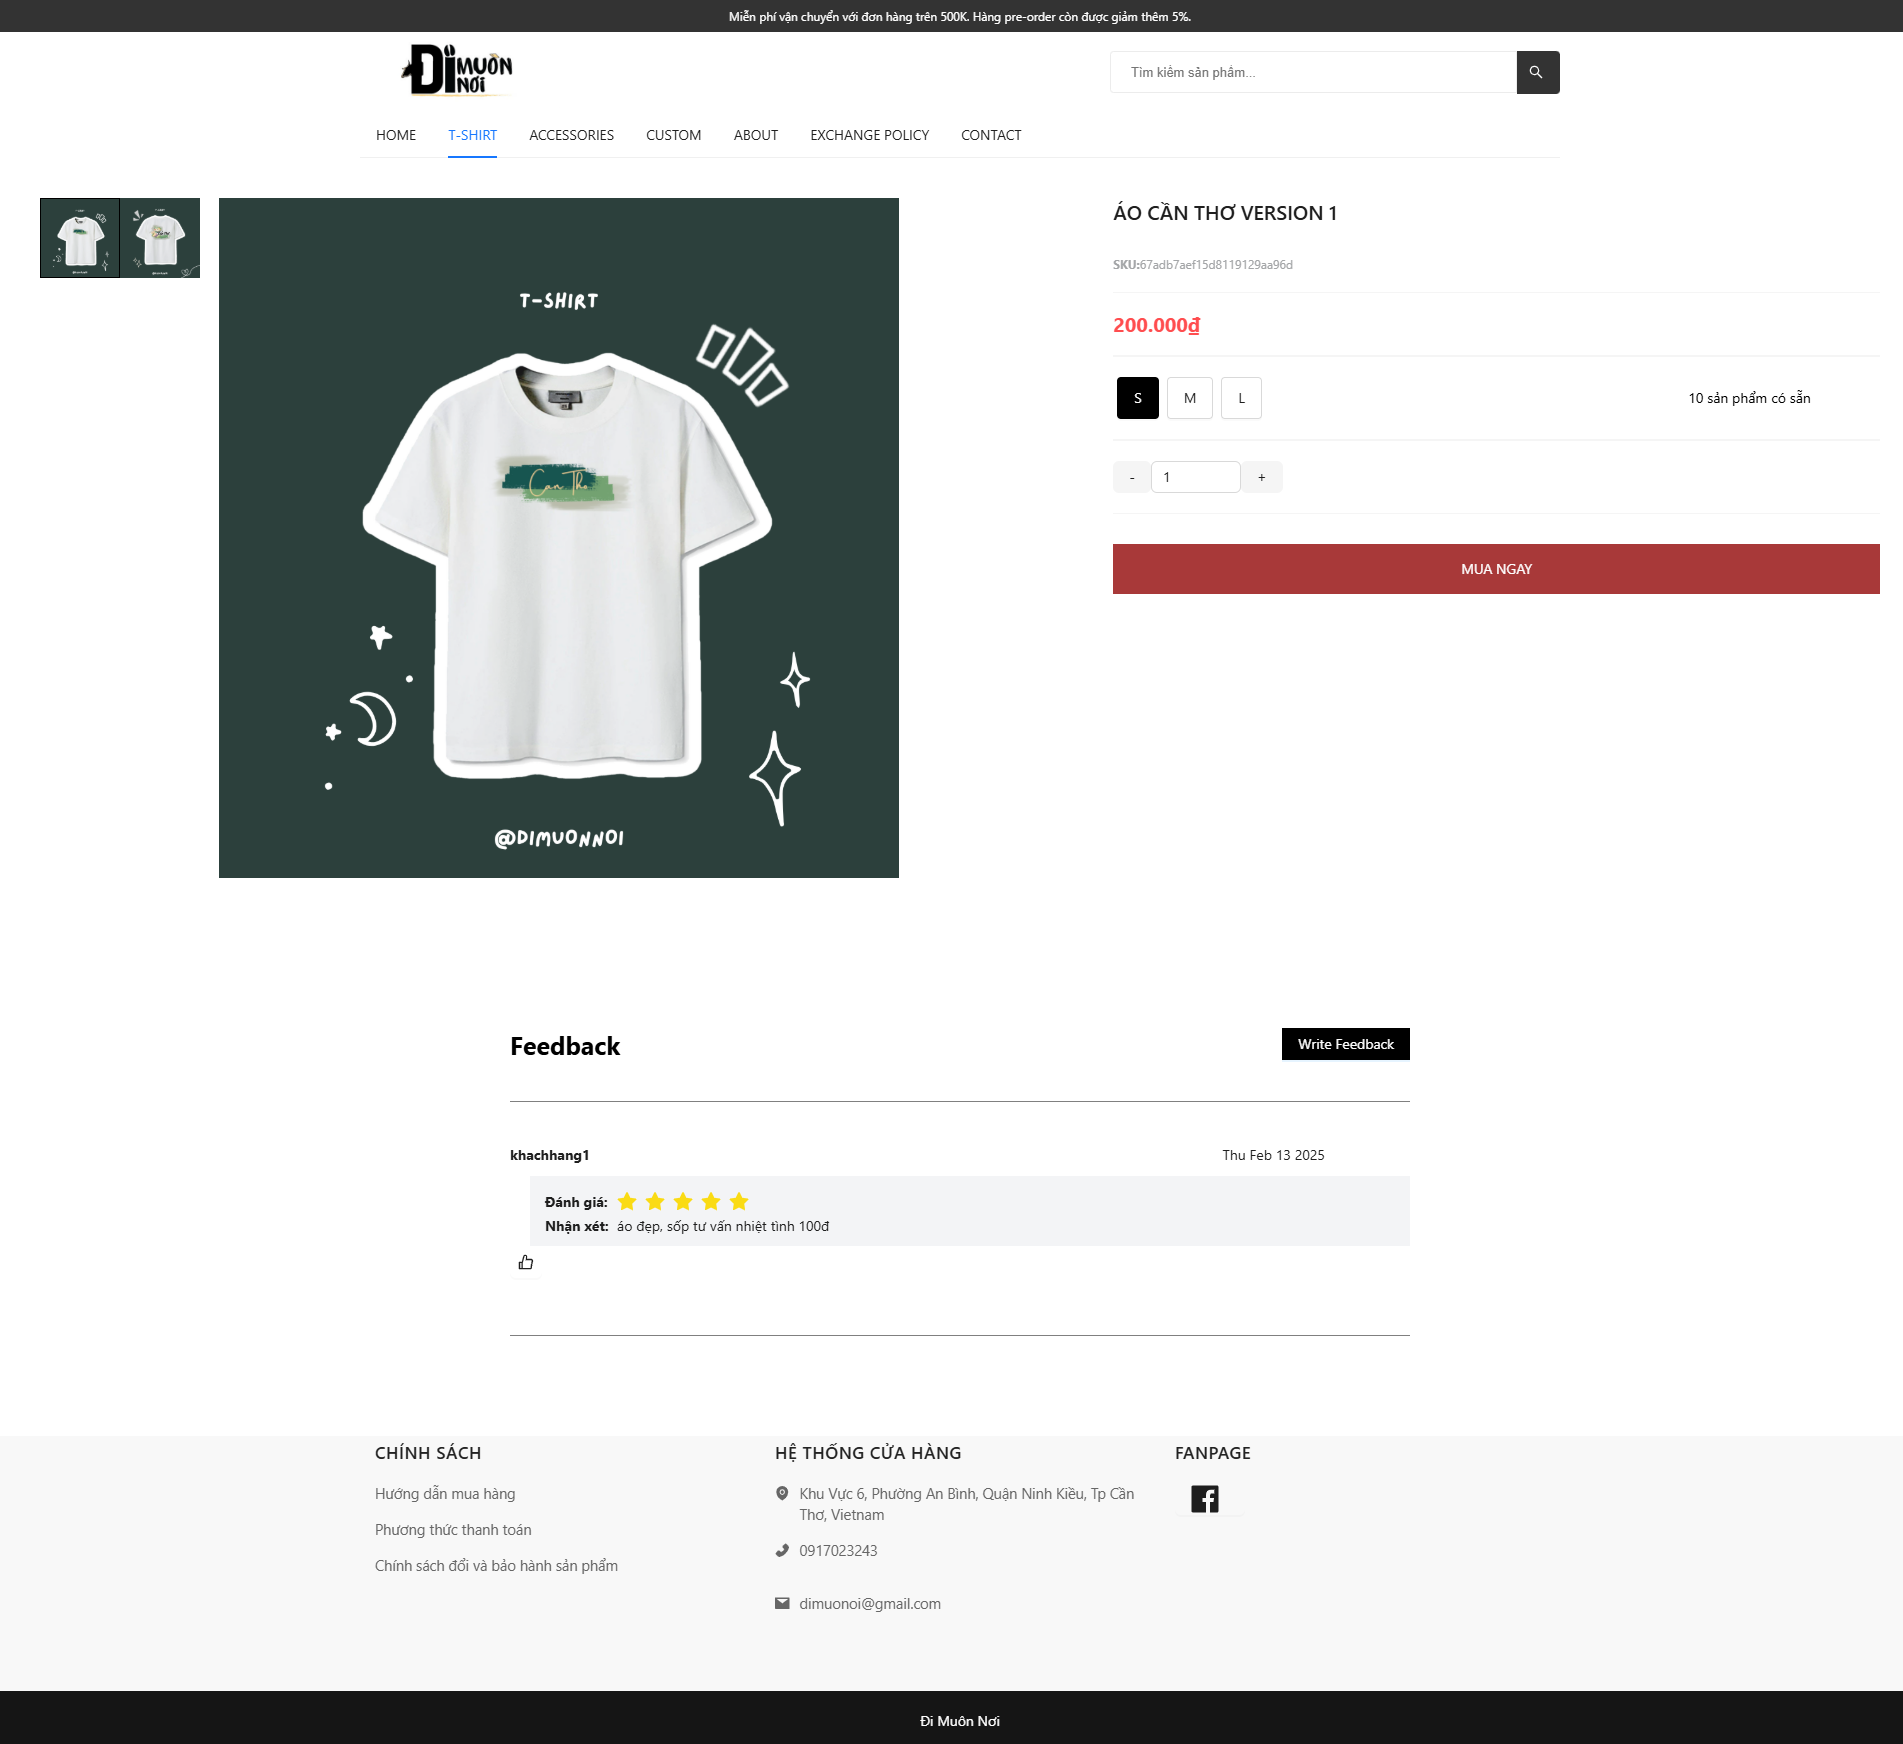 Miễn phí vận chuyển với đơn hàng trên 500K. Hàng pre-order còn được giảm thêm 5%.
Đi MUÔN NƠI
Tìm kiếm sản phẩm...
HOME T-SHIRT ACCESSORIES CUSTOM ABOUT EXCHANGE POLICY CONTACT
T-SHIRT
Can Tho
@DIMUONNOI
ÁO CẦN THƠ VERSION 1
SKU:67adb7aef15d8119129aa96d
200.000₫
S M L 10 sản phẩm có sẵn
- 1 +
MUA NGAY
Feedback Write Feedback
khachhang1 Thu Feb 13 2025
Đánh giá:
Nhận xét: áo đẹp, sốp tư vấn nhiệt tình 100đ
CHÍNH SÁCH
Hướng dẫn mua hàng
Phương thức thanh toán
Chính sách đổi và bảo hành sản phẩm
HỆ THỐNG CỬA HÀNG
Khu Vực 6, Phường An Bình, Quận Ninh Kiều, Tp Cần
Thơ, Vietnam
0917023243
dimuonoi@gmail.com
FANPAGE
Đi Muôn Nơi